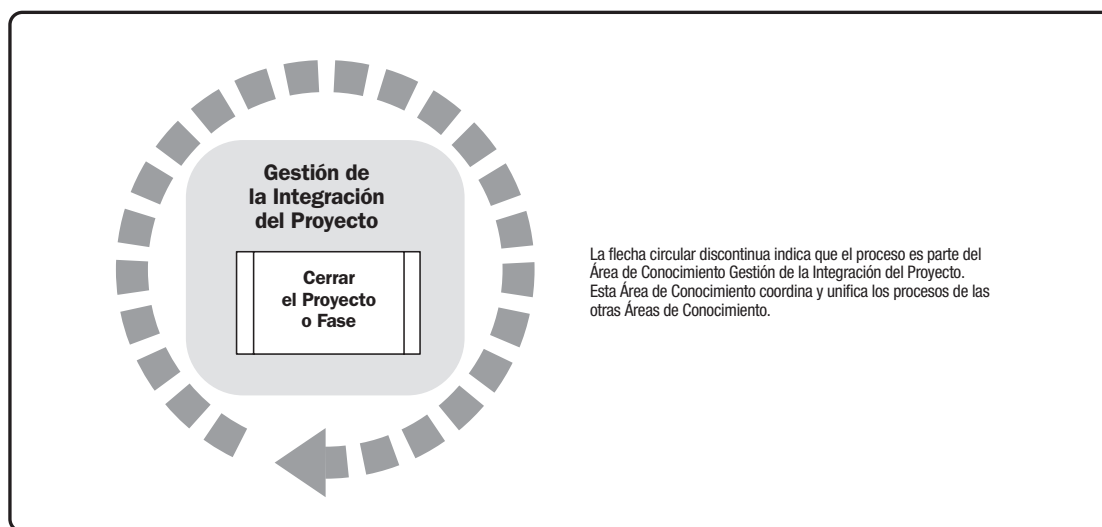 Gestión de
la Integración
del Proyecto
Cerrar
el Proyecto
o Fase
La flecha circular discontinua indica que el proceso es parte del
Área de Conocimiento Gestión de la Integración del Proyecto.
Esta Área de Conocimiento coordina y unifica los procesos de las
otras Áreas de Conocimiento.